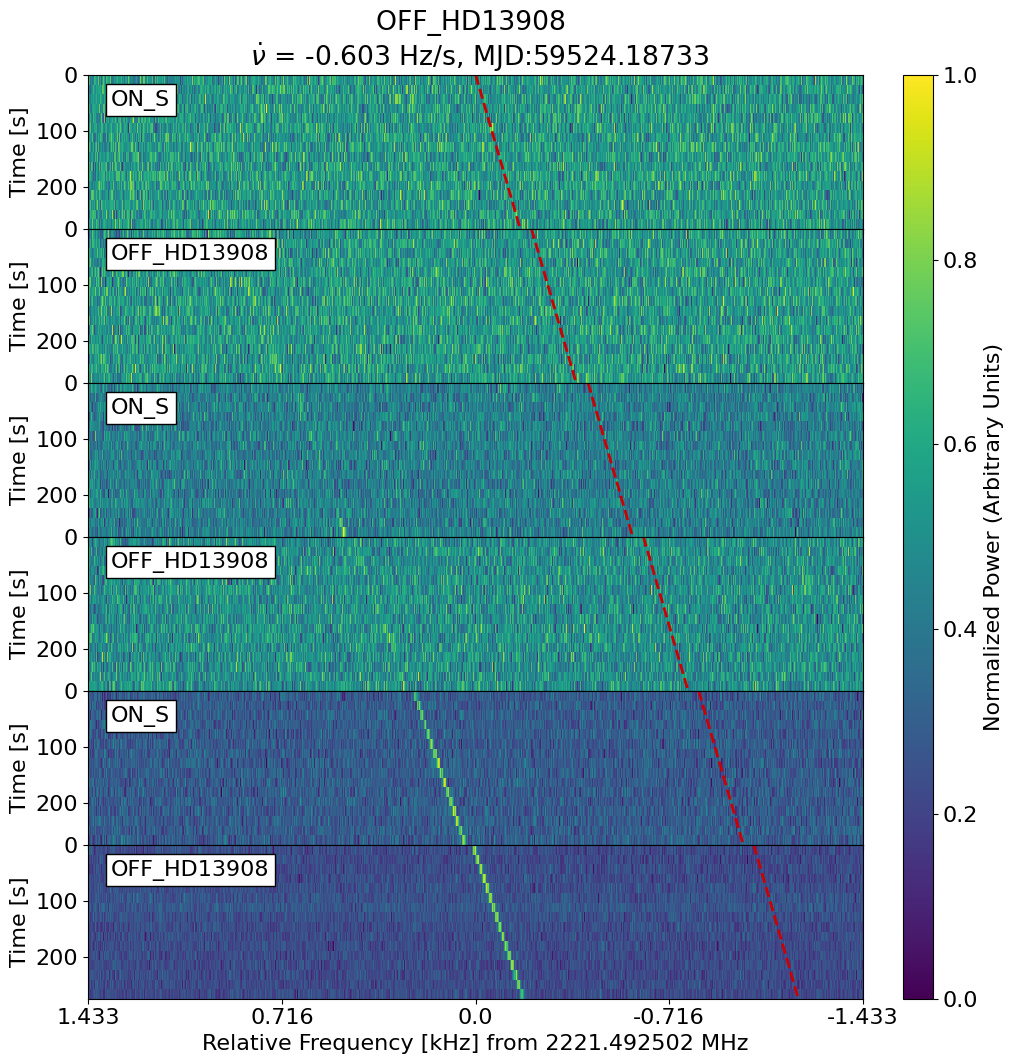 OFF_HD13908
ν̇ = -0.603 Hz/s, MJD:59524.18733
0
ON_S
100
200
Time [s]
0
OFF_HD13908
100
200
Time [s]
0
ON_S
100
200
Time [s]
0
OFF_HD13908
100
200
Time [s]
0
ON_S
100
200
Time [s]
0
OFF_HD13908
100
200
Time [s]
1.433 0.716 0.0 -0.716 -1.433
Relative Frequency [kHz] from 2221.492502 MHz
1.0
0.8
0.6
0.4
0.2
0.0
Normalized Power (Arbitrary Units)